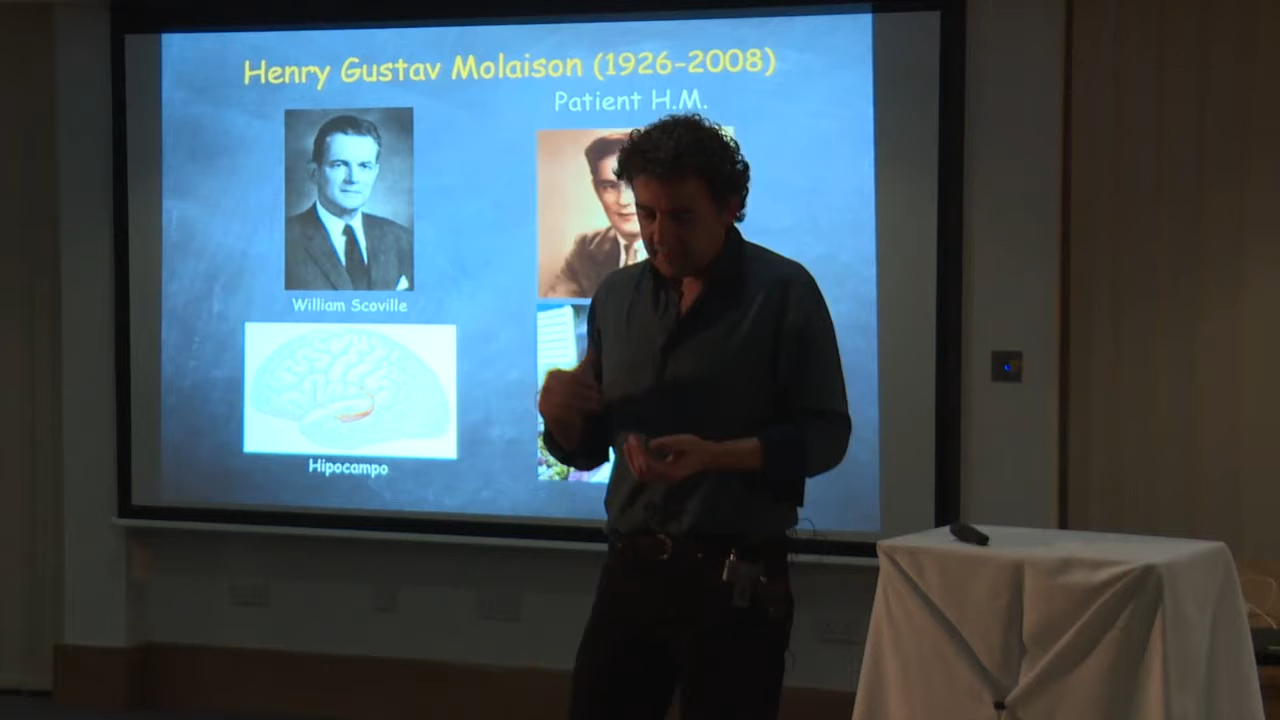 Henry Gustav Molaison (1926-2008)
Patient H.M.
William Scoville
Hipocampo